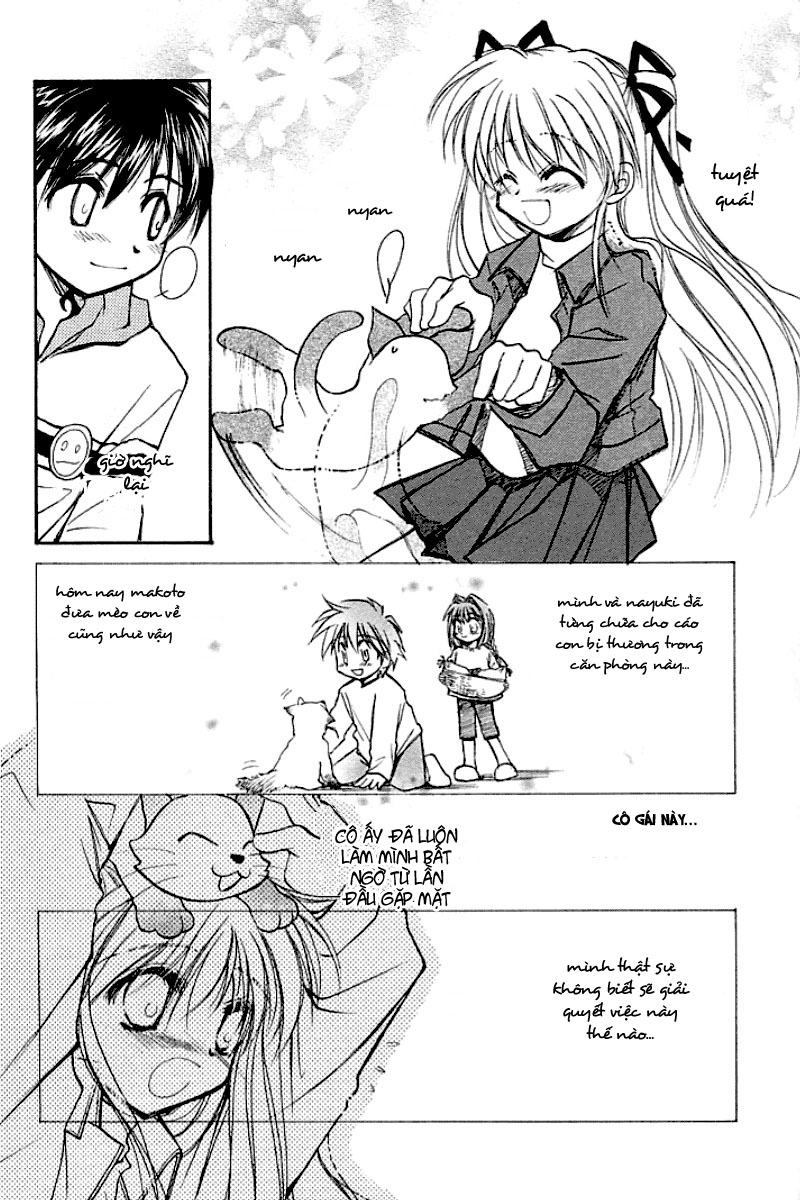 tuyệt
quá!
nyan
nyan
giờ nghĩ
lại
hôm nay makoto
đưa mèo con về
cũng như vậy
mình và nayuki đã
từng chưa cho cáo
con bị thương trong
căn phòng này...
CÔ GÁI NÀY...
CÔ ẤY ĐÃ LUÔN
LÀM MÌNH BẤT
NGỜ TỪ LẦN
ĐẦU GẶP MẶT
mình thật sự
không biết sẽ giải
quyết việc này
thế nào...